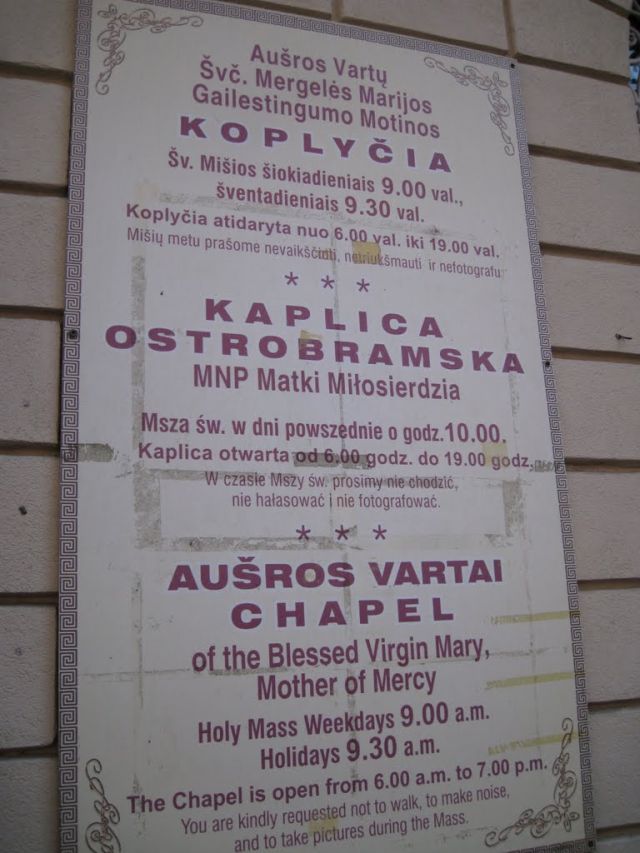 Aušros Vartų
Švč. Mergelės Marijos
Gailestingumo Motinos
KOPLYČIA
Šv. Mišios šiokiadieniais 9.00 val.,
šventadieniais 9.30 val.
Koplyčia atidaryta nuo 6.00 val. iki 19.00 val.
Mišių metu prašome nevaikščioti, netriukšmauti ir nefotografu
* * *
KAPLICA
OSTROBRAMSKA
MNP Matki Miłosierdzia
Msza św. w dni powszednie o godz.10.00.
Kaplica otwarta od 6.00 godz. do 19.00 godz,
W czasie Mszy św. prosimy nie chodzić,
nie hałasować i nie fotografować.
* * *
AUŠROS VARTAI
CHAPEL
of the Blessed Virgin Mary,
Mother of Mercy
Holy Mass Weekdays 9.00 a.m.
Holidays 9.30 a.m.
The Chapel is open from 6.00 a.m. to 7.00 p.m.
You are kindly requested not to walk, to make noise,
and to take pictures during the Mass.